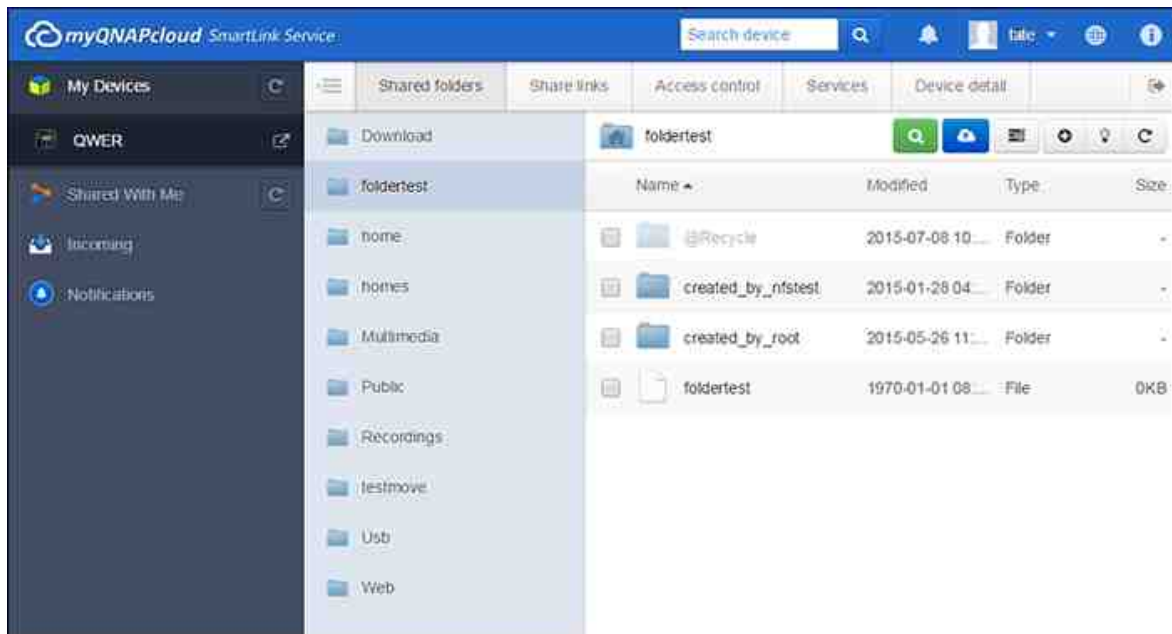 myQNAPcloud SmartLink Service
Search device
tate
My Devices
Shared folders
Share links
Access control
Services
Device detail
QWER
Shared With Me
Incoming
Notifications
Download
foldertest
home
homes
Multimedia
Public
Recordings
testmove
Usb
Web
foldertest
Name Modified Type Size
@Recycle 2015-07-08 10:... Folder -
created_by_nfstest 2015-01-28 04:... Folder -
created_by_root 2015-05-26 11:... Folder -
foldertest 1970-01-01 08:... File 0KB